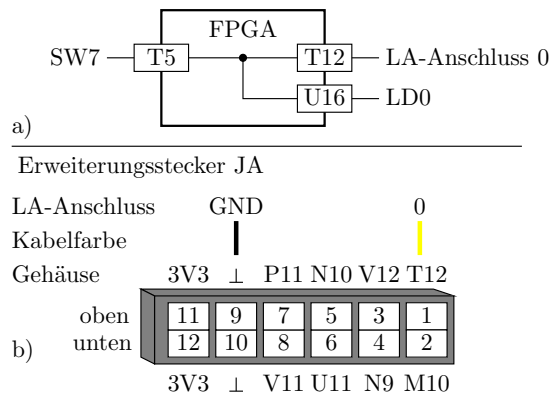 FPGA
SW7 T5 T12 LA-Anschluss 0
U16 LD0
a)
Erweiterungsstecker JA
LA-Anschluss GND 0
Kabelfarbe
Gehäuse 3V3 ⊥ P11 N10 V12 T12
oben 11 9 7 5 3 1
b) unten 12 10 8 6 4 2
3V3 ⊥ V11 U11 N9 M10